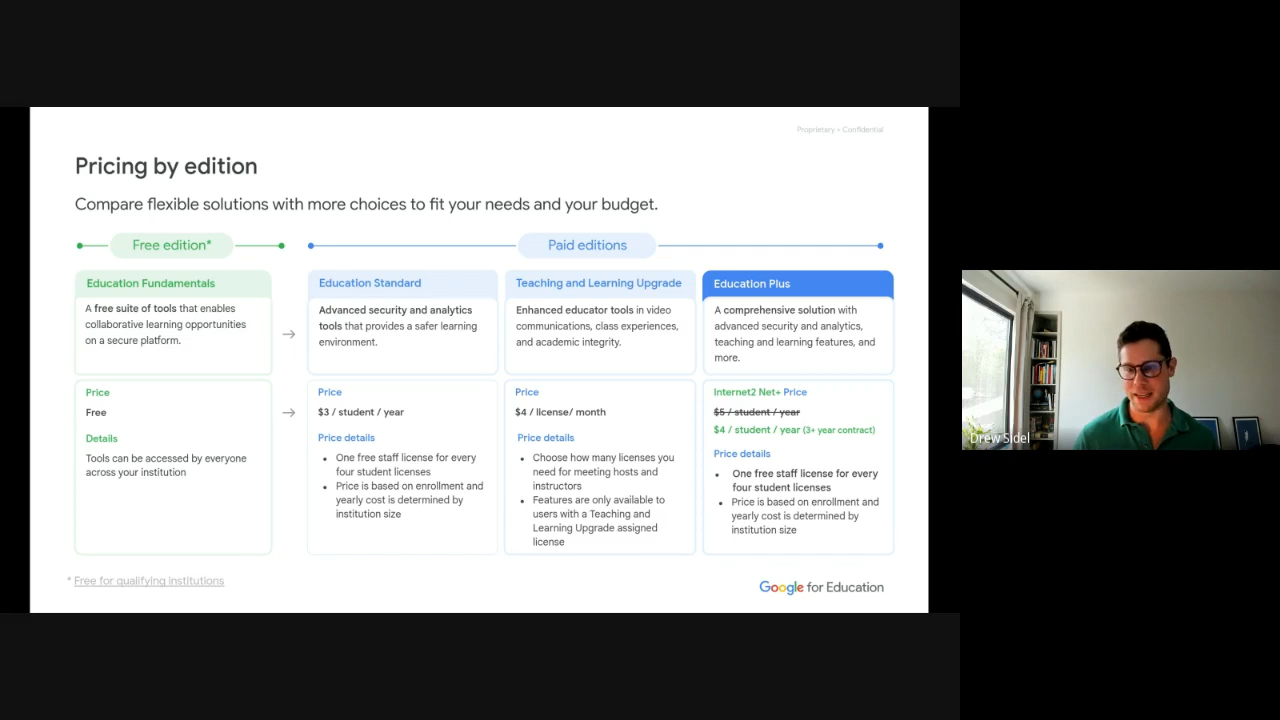 Proprietary + Confidential
Pricing by edition
Compare flexible solutions with more choices to fit your needs and your budget.
Free edition*
Paid editions
Education Fundamentals
A free suite of tools that enables
collaborative learning opportunities
on a secure platform.
→
Education Standard
Advanced security and analytics
tools that provides a safer learning
environment.
Teaching and Learning Upgrade
Enhanced educator tools in video
communications, class experiences,
and academic integrity.
Education Plus
A comprehensive solution with
advanced security and analytics,
teaching and learning features, and
more.
Price
Free
Details
Tools can be accessed by everyone
across your institution
→
Price
$3 / student / year
Price details
• One free staff license for every
four student licenses
• Price is based on enrollment and
yearly cost is determined by
institution size
Price
$4 / license/ month
Price details
• Choose how many licenses you
need for meeting hosts and
instructors
• Features are only available to
users with a Teaching and
Learning Upgrade assigned
license
Internet2 Net+ Price
$5 / student / year
$4 / student / year (3+ year contract)
Price details
• One free staff license for every
four student licenses
• Price is based on enrollment and
yearly cost is determined by
institution size
* Free for qualifying institutions
Google for Education
Drew Sidel